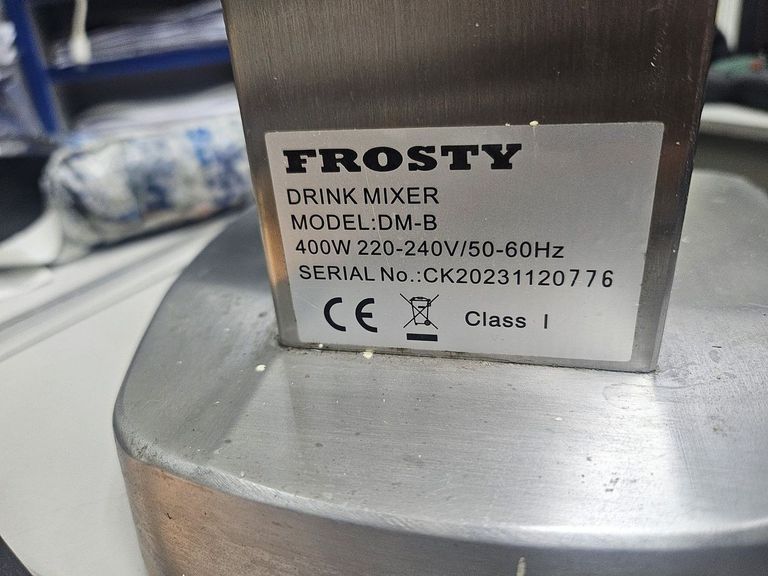 FROSTY
DRINK MIXER
MODEL:DM-B
400W 220-240V/50-60Hz
SERIAL No.:CK20231120776
CE Class I